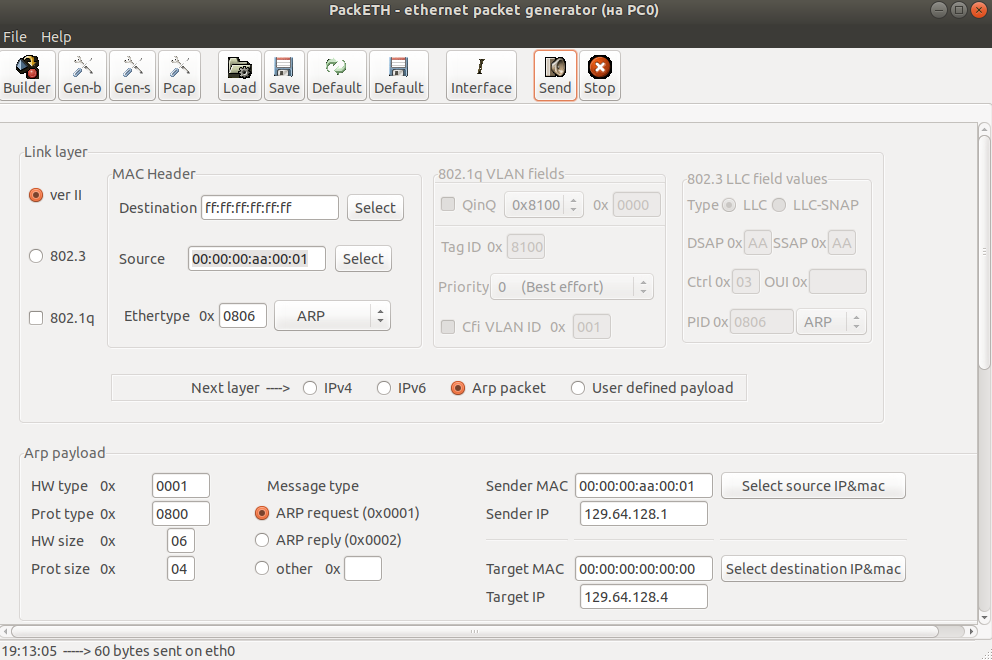 PackETH - ethernet packet generator (на PC0)
File Help
Builder Gen-b Gen-s Pcap Load Save Default Default Interface Send Stop
Link layer
ver II
802.3
802.1q
MAC Header
Destination ff:ff:ff:ff:ff:ff Select
Source 00:00:00:aa:00:01 Select
Ethertype 0x 0806 ARP
802.1q VLAN fields
QinQ 0x8100 0x 0000
Tag ID 0x 8100
Priority 0 (Best effort)
Cfi VLAN ID 0x 001
802.3 LLC field values
Type LLC LLC-SNAP
DSAP 0x AA SSAP 0x AA
Ctrl 0x 03 OUI 0x
PID 0x 0806 ARP
Next layer ----> IPv4 IPv6 Arp packet User defined payload
Arp payload
HW type 0x 0001
Prot type 0x 0800
HW size 0x 06
Prot size 0x 04
Message type
ARP request (0x0001)
ARP reply (0x0002)
other 0x
Sender MAC 00:00:00:aa:00:01 Select source IP&mac
Sender IP 129.64.128.1
Target MAC 00:00:00:00:00:00 Select destination IP&mac
Target IP 129.64.128.4
19:13:05 -----> 60 bytes sent on eth0